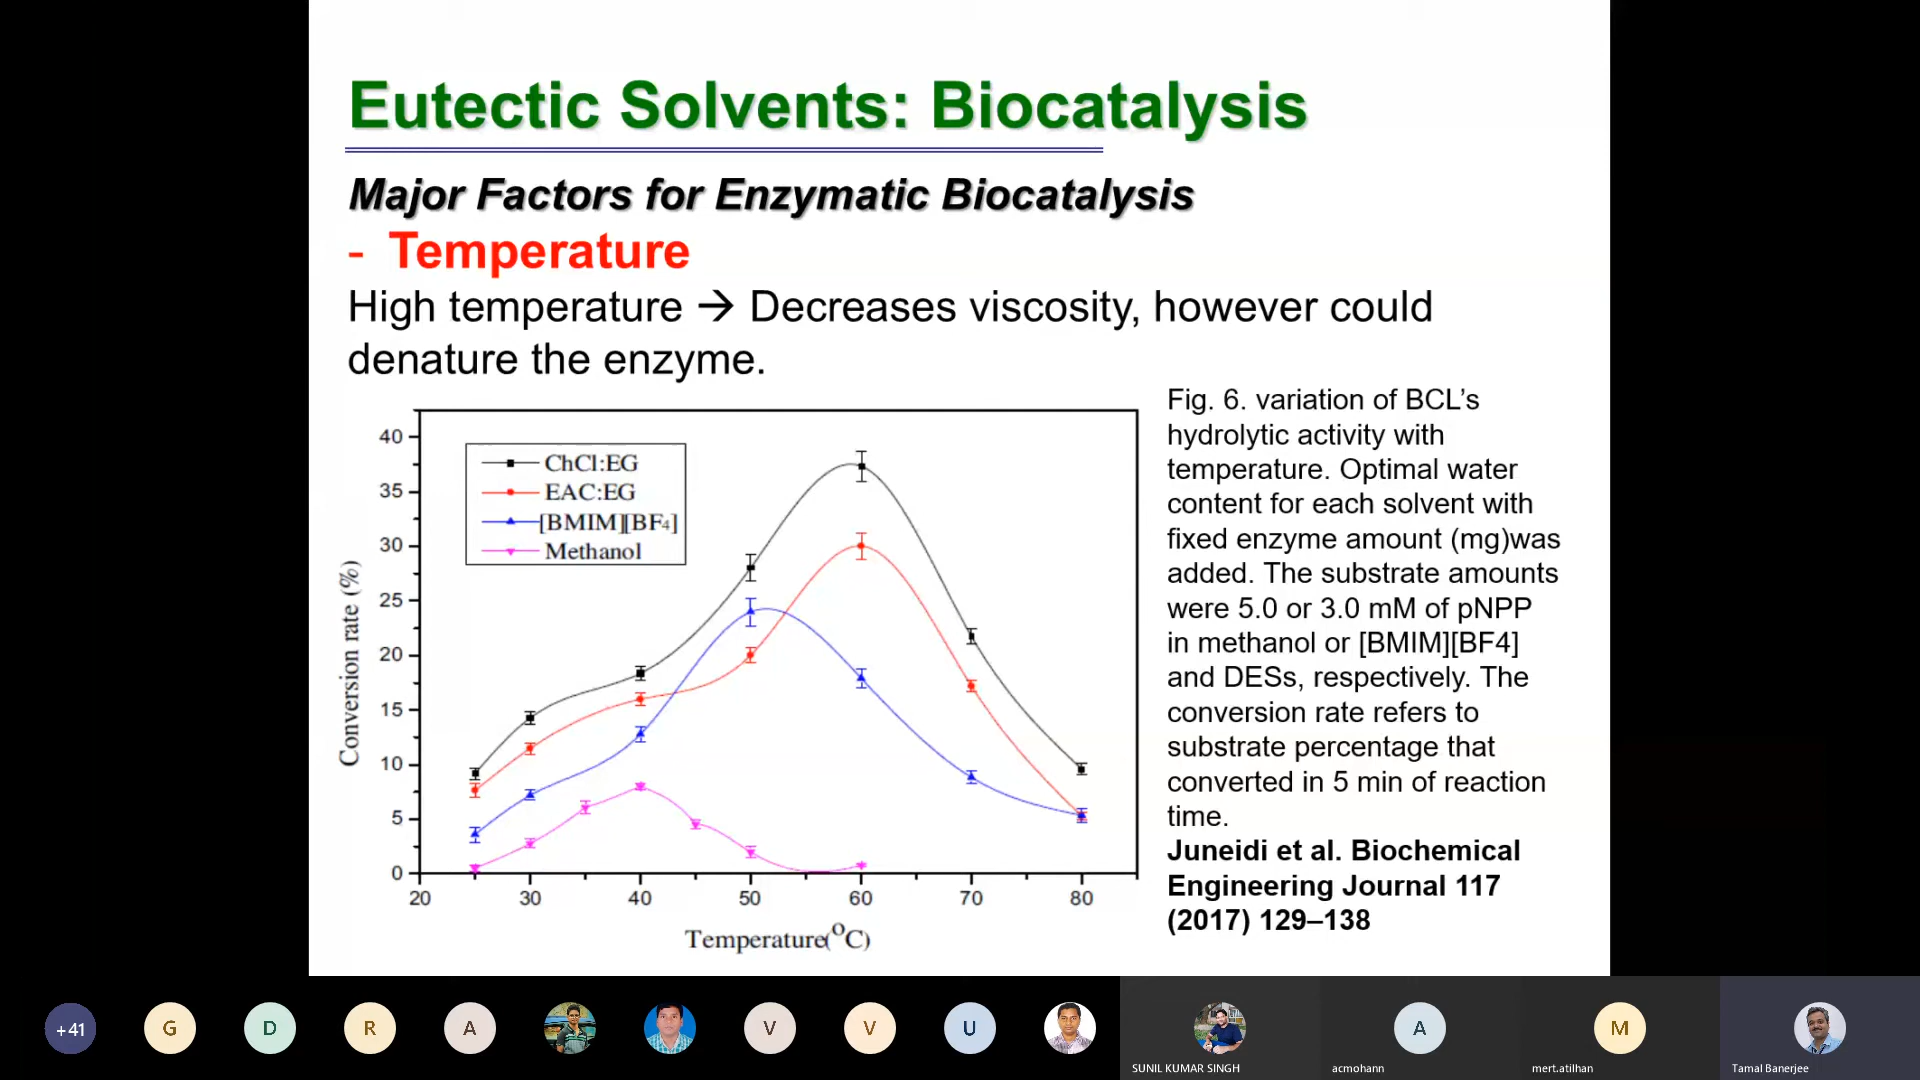 Eutectic Solvents: Biocatalysis
Major Factors for Enzymatic Biocatalysis
- Temperature
High temperature → Decreases viscosity, however could
denature the enzyme.
40
35
30
25
20
15
10
5
0
Conversion rate (%)
ChCl:EG
EAC:EG
[BMIM][BF4]
Methanol
20 30 40 50 60 70 80
Temperature(°C)
Fig. 6. variation of BCL’s
hydrolytic activity with
temperature. Optimal water
content for each solvent with
fixed enzyme amount (mg)was
added. The substrate amounts
were 5.0 or 3.0 mM of pNPP
in methanol or [BMIM][BF4]
and DESs, respectively. The
conversion rate refers to
substrate percentage that
converted in 5 min of reaction
time.
Juneidi et al. Biochemical
Engineering Journal 117
(2017) 129–138
+41 G D R A V V U A M
SUNIL KUMAR SINGH acmohann mert.atilhan Tamal Banerjee